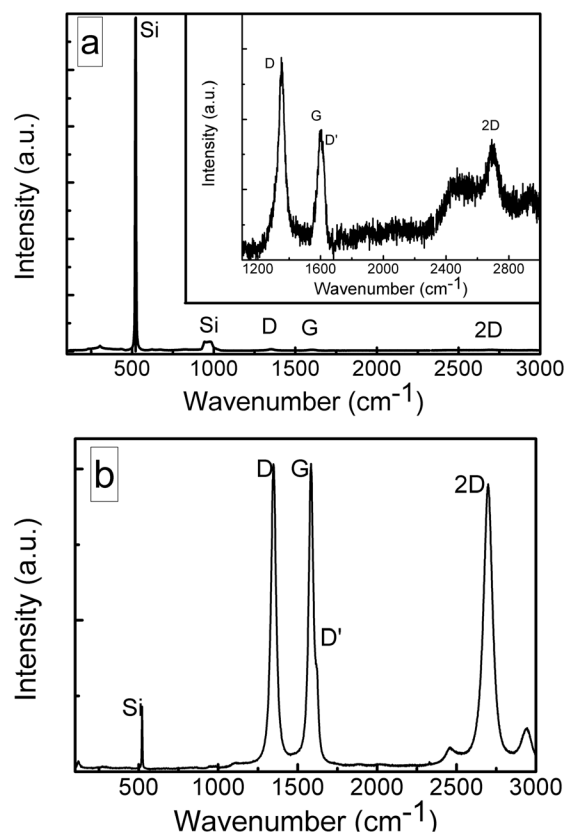 a
Si
Intensity (a.u.)
Intensity (a.u.)
D
G
D'
2D
1200 1600 2000 2400 2800
Wavenumber (cm-1)
Si D G 2D
500 1000 1500 2000 2500 3000
Wavenumber (cm-1)
b
D G
2D
D'
Si
Intensity (a.u.)
500 1000 1500 2000 2500 3000
Wavenumber (cm-1)